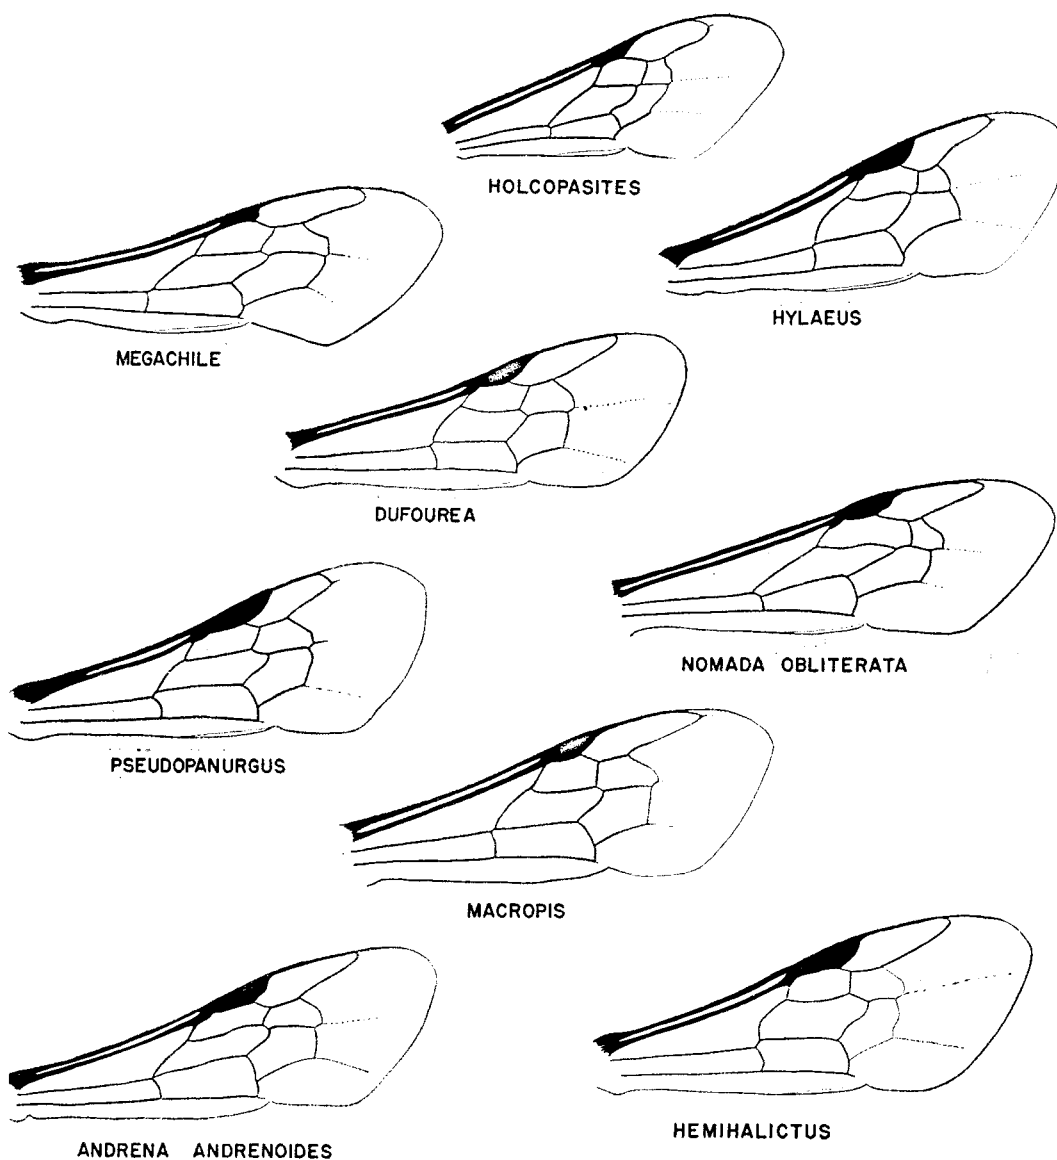 HOLCOPASITES
HYLAEUS
MEGACHILE
DUFOUREA
NOMADA OBLITERATA
PSEUDOPANURGUS
MACROPIS
HEMIHALICTUS
ANDRENA ANDRENOIDES